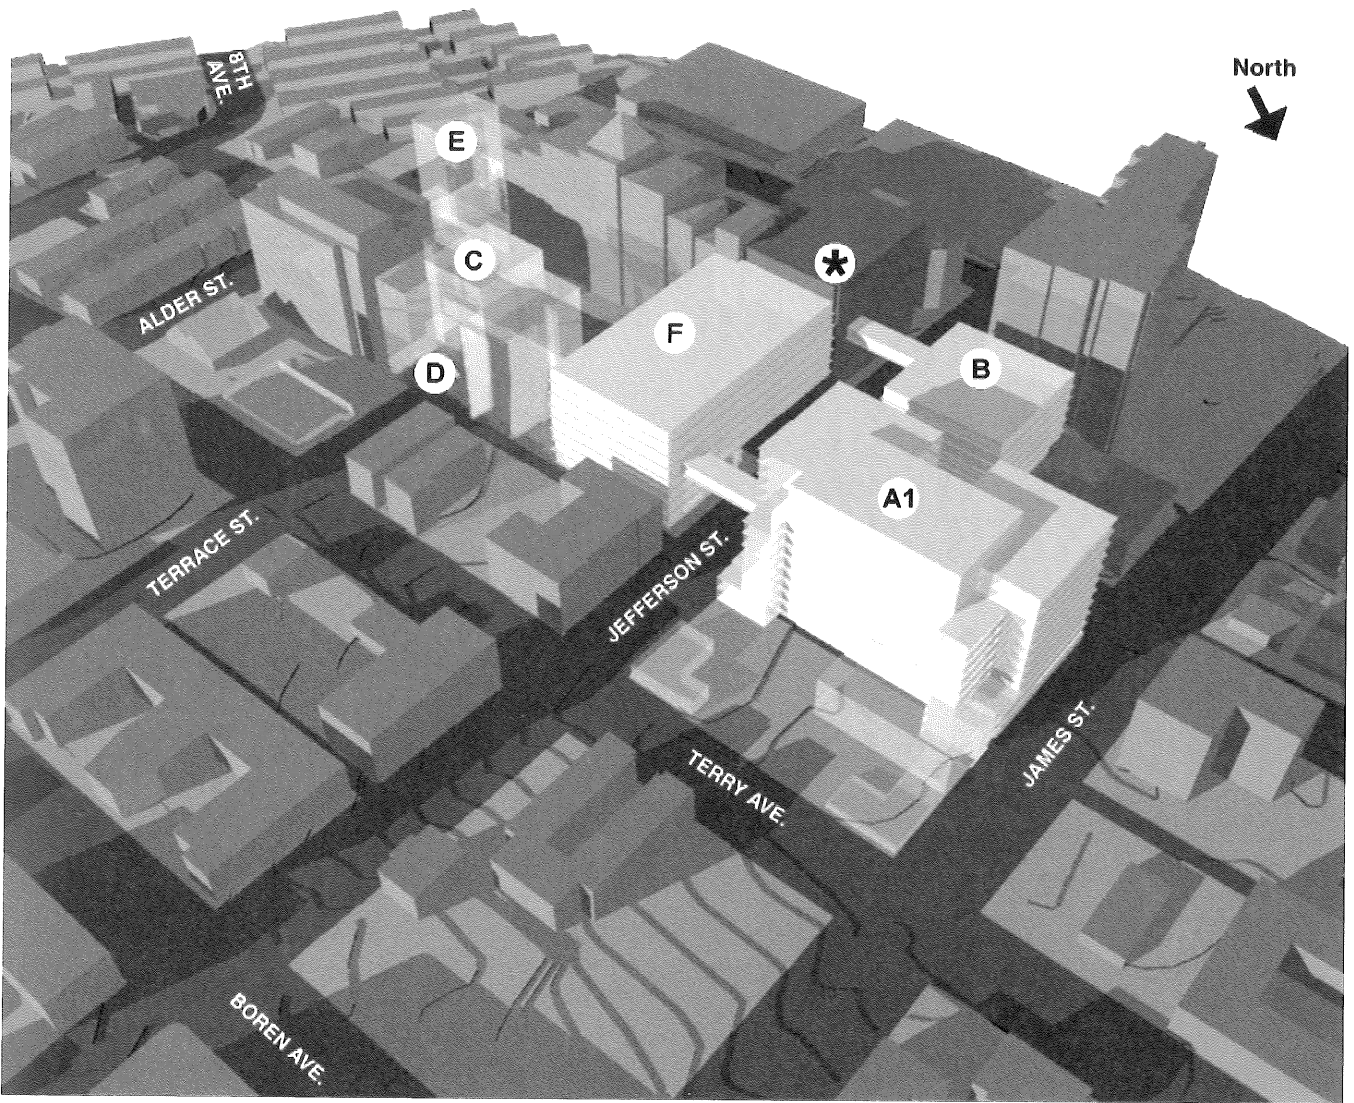 8TH
AVE.
North
E
C
*
ALDER ST.
F
D
B
A1
TERRACE ST.
JEFFERSON ST.
JAMES ST.
TERRY AVE.
BOREN AVE.